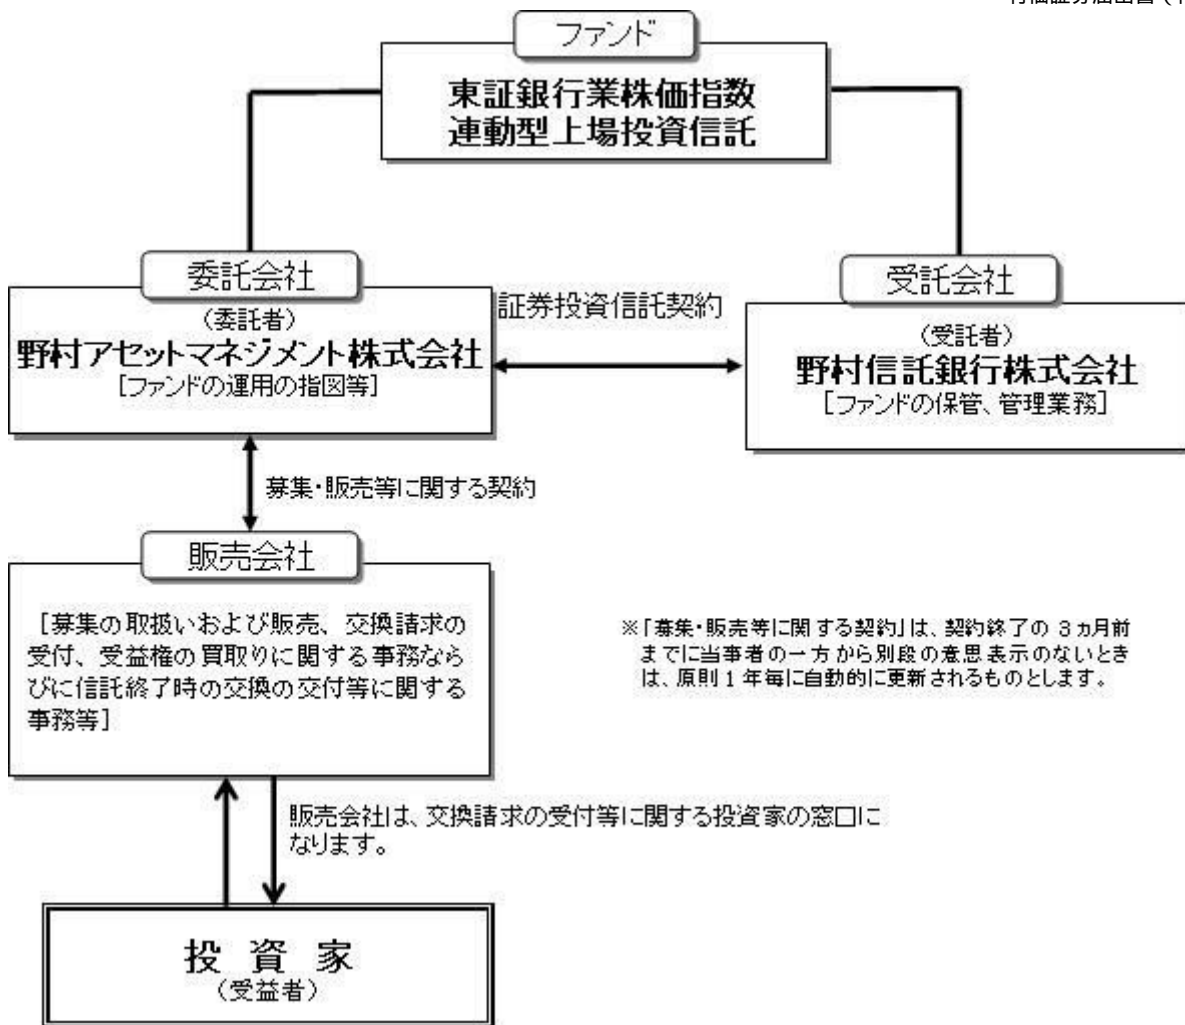 ファンド
東証銀行業株価指数
連動型上場投資信託
委託会社
(委託者)
野村アセットマネジメント株式会社
[ファンドの運用の指図等]
証券投資信託契約
受託会社
(受託者)
野村信託銀行株式会社
[ファンドの保管、管理業務]
募集・販売等に関する契約
販売会社
[募集の取扱いおよび販売、交換請求の
受付、受益権の買取りに関する事務なら
びに信託終了時の交換の交付等に関する
事務等]
※「募集・販売等に関する契約」は、契約終了の3ヵ月前
までに当事者の一方から別段の意思表示のないとき
は、原則1年毎に自動的に更新されるものとします。
販売会社は、交換請求の受付等に関する投資家の窓口に
なります。
投資家
(受益者)